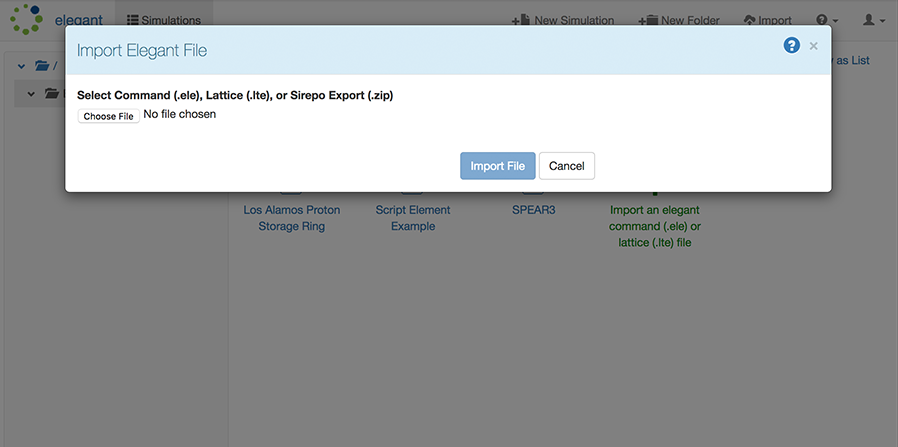 elegant
Simulations
New Simulation
New Folder
Import
Import Elegant File
/
as List
Select Command (.ele), Lattice (.lte), or Sirepo Export (.zip)
Choose File No file chosen
Import File Cancel
Los Alamos Proton
Storage Ring
Script Element
Example
SPEAR3
Import an elegant
command (.ele) or
lattice (.lte) file